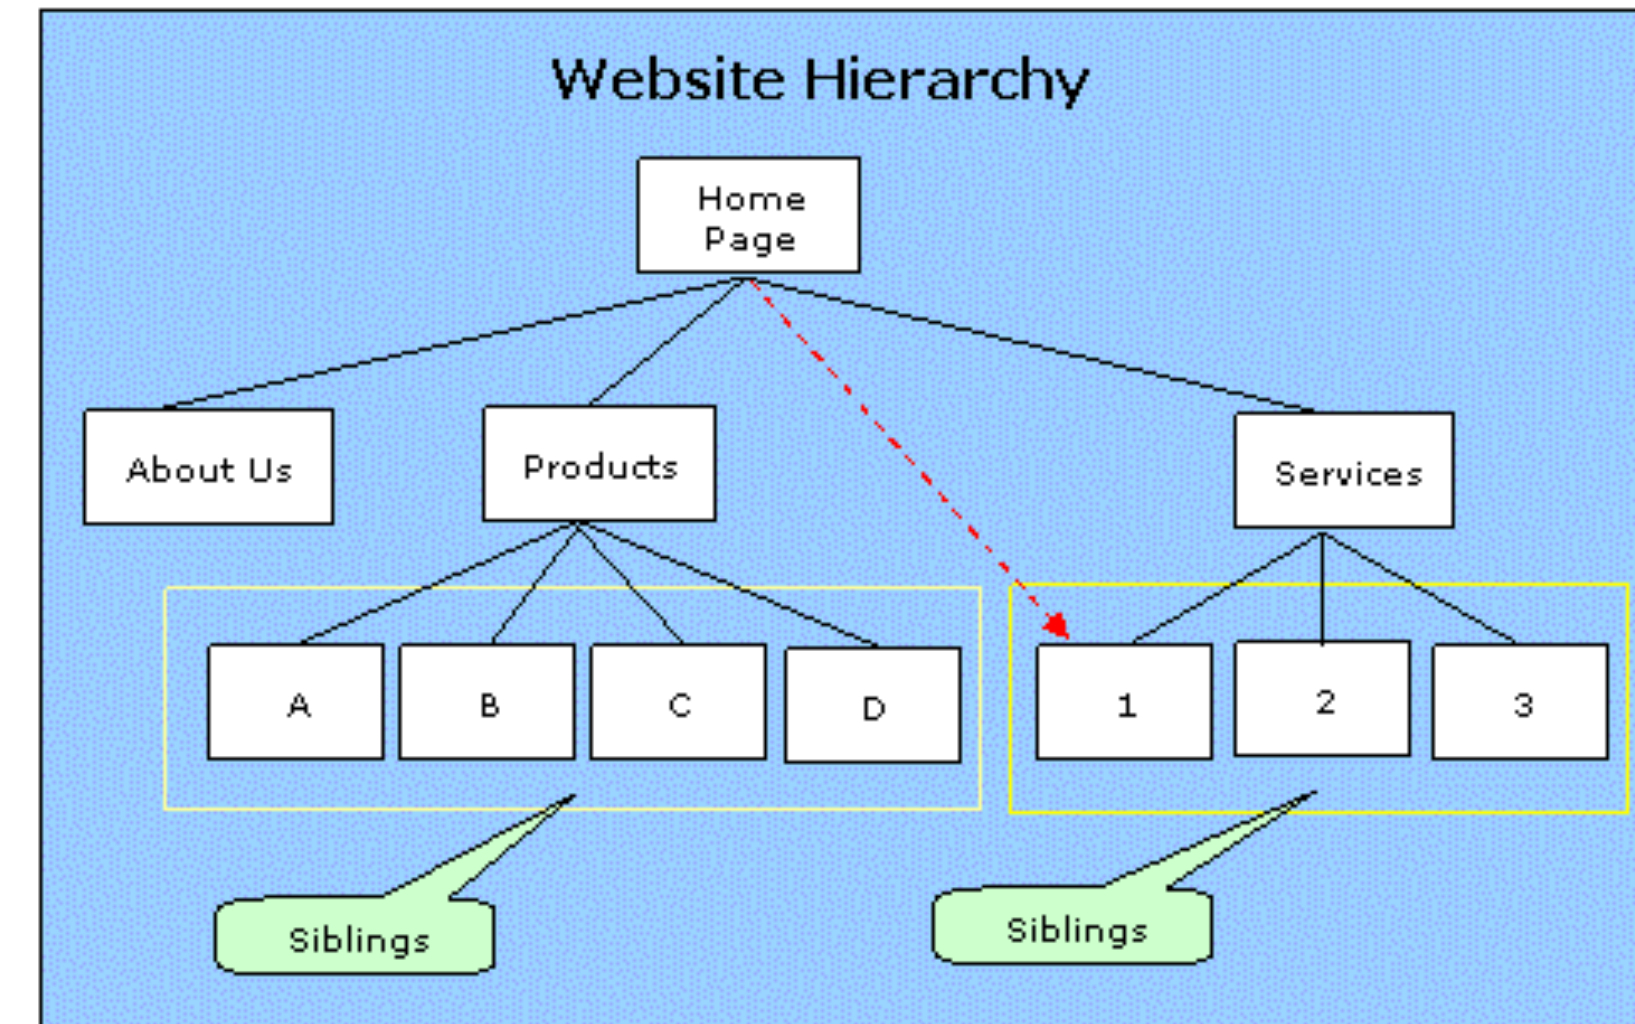 Website Hierarchy
Home
Page
About Us
Products
Services
A
B
C
D
1
2
3
Siblings
Siblings